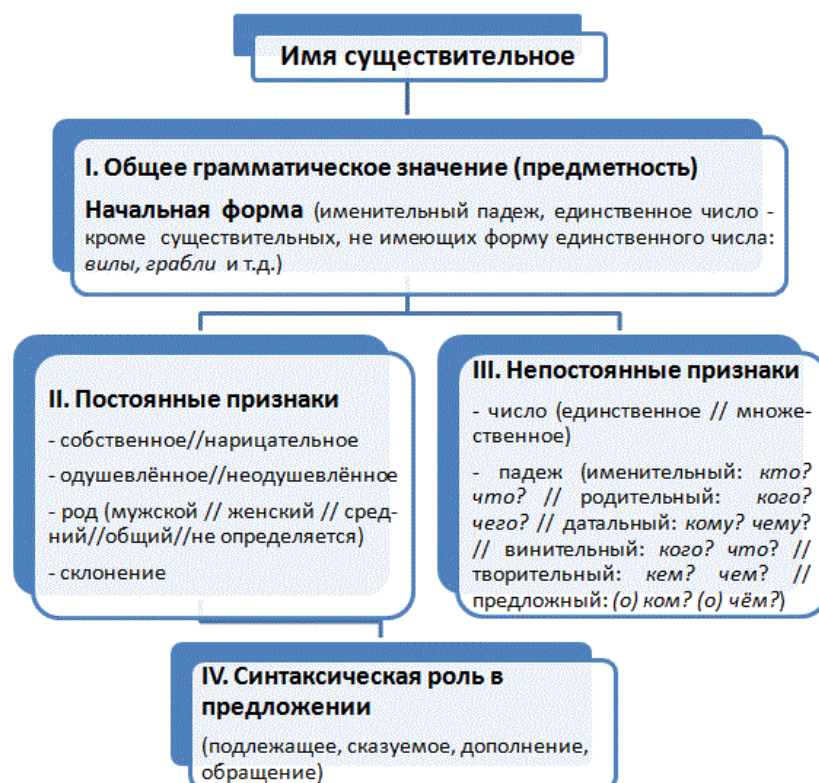 Имя существительное
I. Общее грамматическое значение (предметность)
Начальная форма (именительный падеж, единственное число -
кроме существительных, не имеющих форму единственного числа:
вилы, грабли и т.д.)
II. Постоянные признаки
- собственное//нарицательное
- одушевлённое//неодушевлённое
- род (мужской // женский // сред-
ний//общий//не определяется)
- склонение
III. Непостоянные признаки
- число (единственное // множе-
ственное)
- падеж (именительный: кто?
что? // родительный: кого?
чего? // датальный: кому? чему?
// винительный: кого? что? //
творительный: кем? чем? //
предложный: (о) ком? (о) чём?)
IV. Синтаксическая роль в
предложении
(подлежащее, сказуемое, дополнение,
обращение)